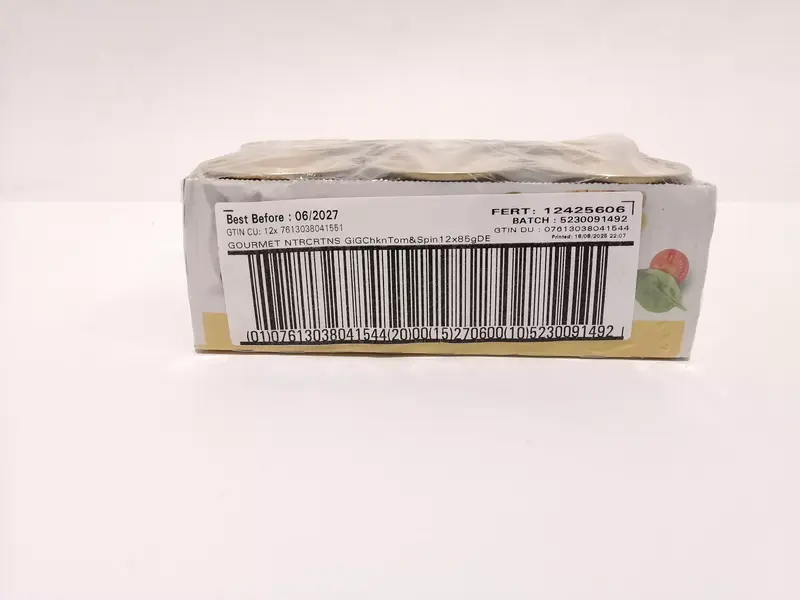 Best Before : 06/2027
FERT: 12425606
BATCH : 5230091492
GTIN CU: 12x 7613038041551
GTIN DU : 07613038041544
Printed: 18/08/2025 22:07
GOURMET NTRCRTNS GiGChknTom&Spin12x85gDE
(01)07613038041544(20)00(15)270600(10)5230091492